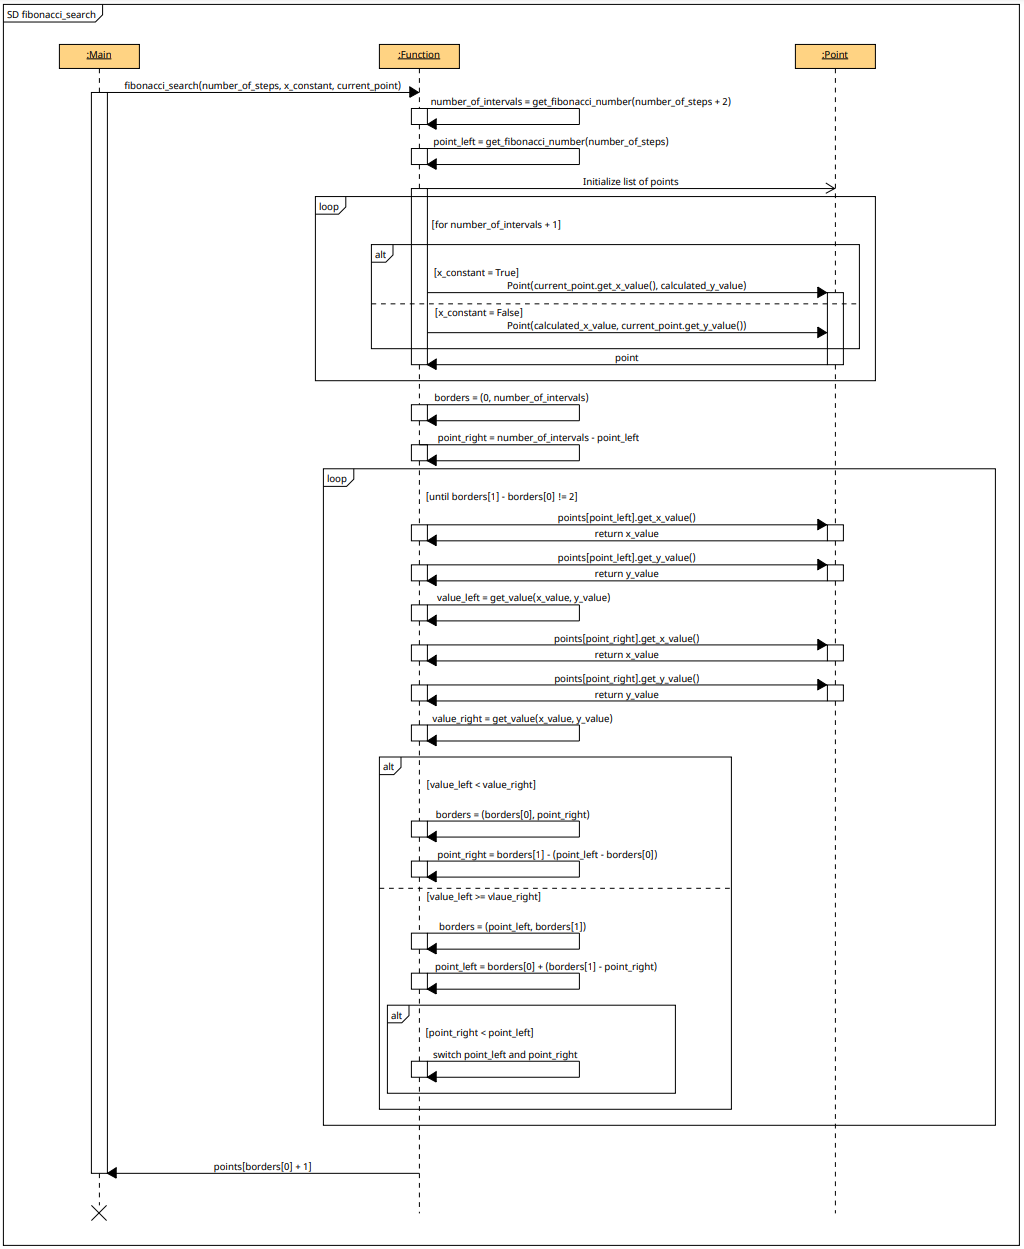 SD fibonacci_search
:Main
:Function
:Point
fibonacci_search(number_of_steps, x_constant, current_point)
number_of_intervals = get_fibonacci_number(number_of_steps + 2)
point_left = get_fibonacci_number(number_of_steps)
Initialize list of points
loop
[for number_of_intervals + 1]
alt
[x_constant = True]
Point(current_point.get_x_value(), calculated_y_value)
[x_constant = False]
Point(calculated_x_value, current_point.get_y_value())
point
borders = (0, number_of_intervals)
point_right = number_of_intervals - point_left
loop
[until borders[1] - borders[0] != 2]
points[point_left].get_x_value()
return x_value
points[point_left].get_y_value()
return y_value
value_left = get_value(x_value, y_value)
points[point_right].get_x_value()
return x_value
points[point_right].get_y_value()
return y_value
value_right = get_value(x_value, y_value)
alt
[value_left < value_right]
borders = (borders[0], point_right)
point_right = borders[1] - (point_left - borders[0])
[value_left >= vlaue_right]
borders = (point_left, borders[1])
point_left = borders[0] + (borders[1] - point_right)
alt
[point_right < point_left]
switch point_left and point_right
points[borders[0] + 1]